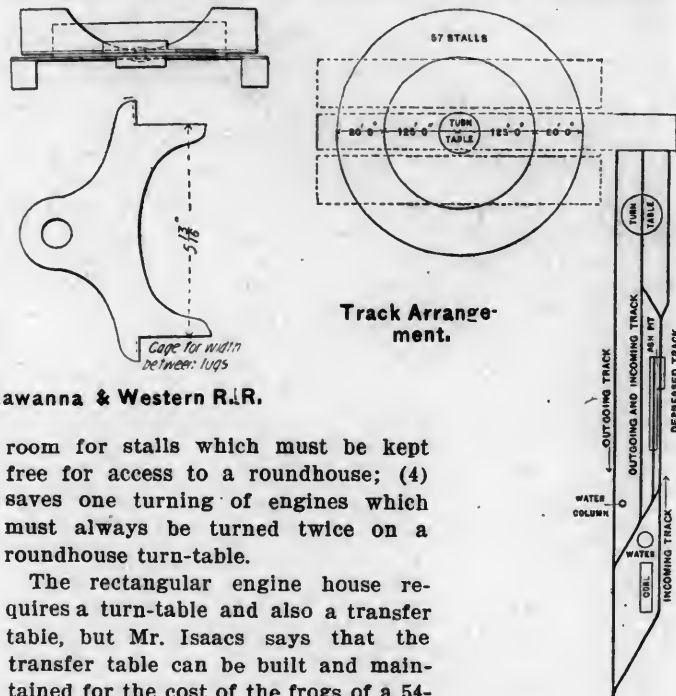 57 STALLS
80' 0" 125' 0" TURN TABLE 125' 0" 80' 0"
5 13/16"
Gage for width
between lugs
Track Arrange-
ment.
awanna & Western R.R.
TURN TABLE
OUTGOING TRACK
OUTGOING AND INCOMING TRACK
ASH PIT
DEPRESSED TRACK
WATER
COLUMN
WATER
COAL
INCOMING TRACK
room for stalls which must be kept
free for access to a roundhouse; (4)
saves one turning of engines which
must always be turned twice on a
roundhouse turn-table.
The rectangular engine house re-
quires a turn-table and also a transfer
table, but Mr. Isaacs says that the
transfer table can be built and main-
tained for the cost of the frogs of a 54-